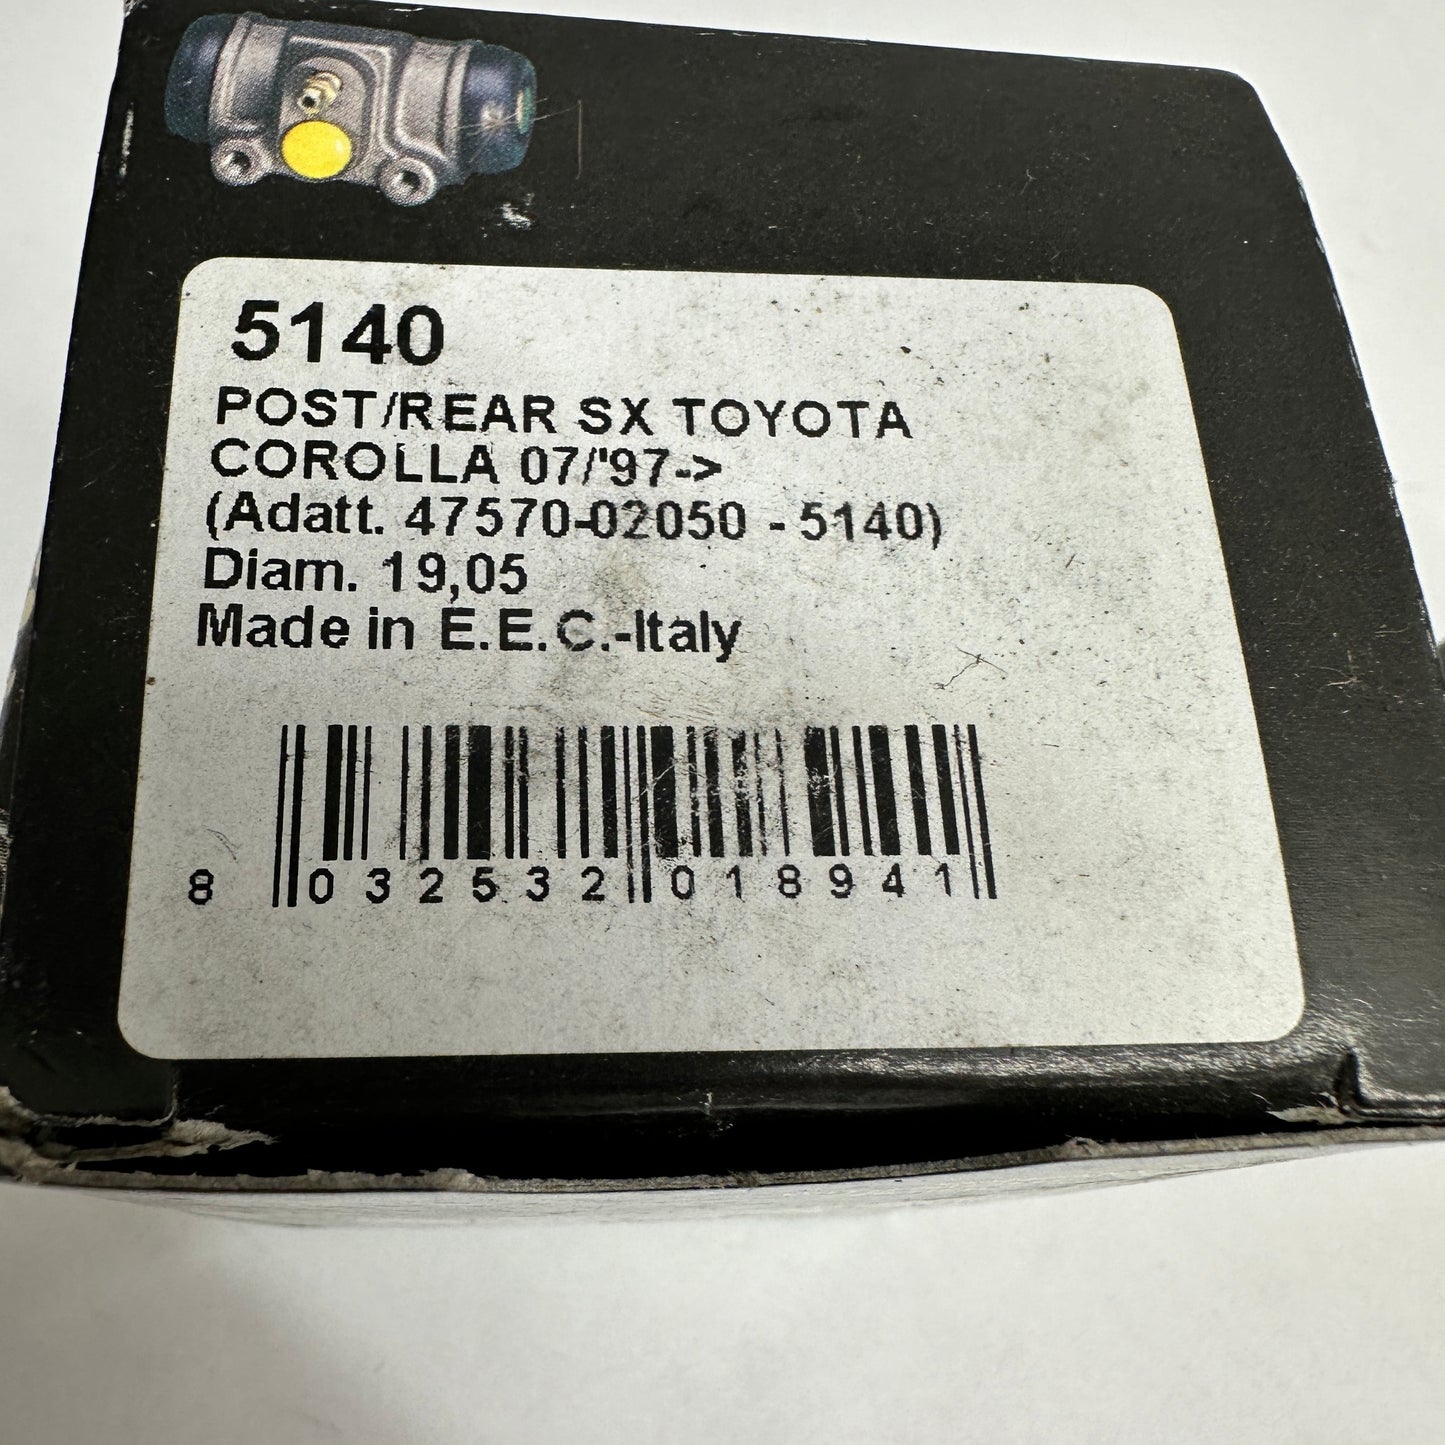 5140
POST/REAR SX TOYOTA
COROLLA 07/'97->
(Adatt. 47570-02050 - 5140)
Diam. 19,05
Made in E.E.C.-Italy
8 032532 018941